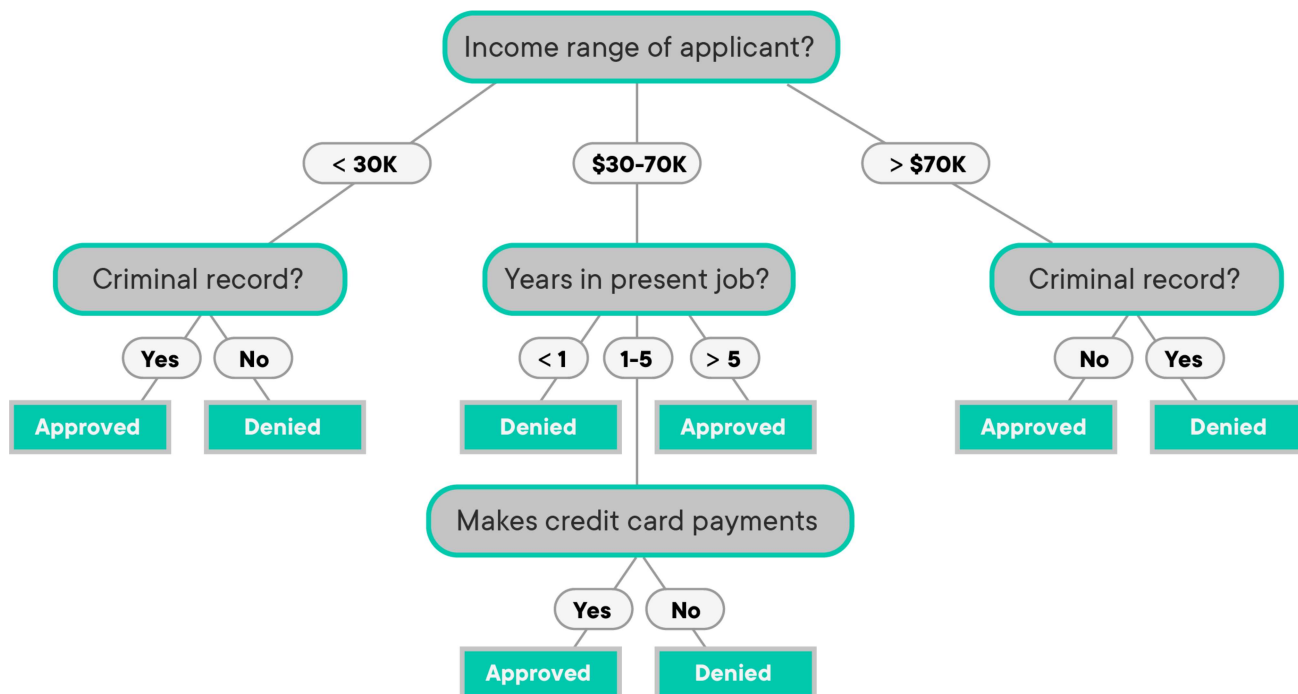 Income range of applicant?
< 30K
$30-70K
> $70K
Criminal record?
Years in present job?
Criminal record?
Yes
No
< 1
1-5
> 5
No
Yes
Approved
Denied
Denied
Approved
Approved
Denied
Makes credit card payments
Yes
No
Approved
Denied